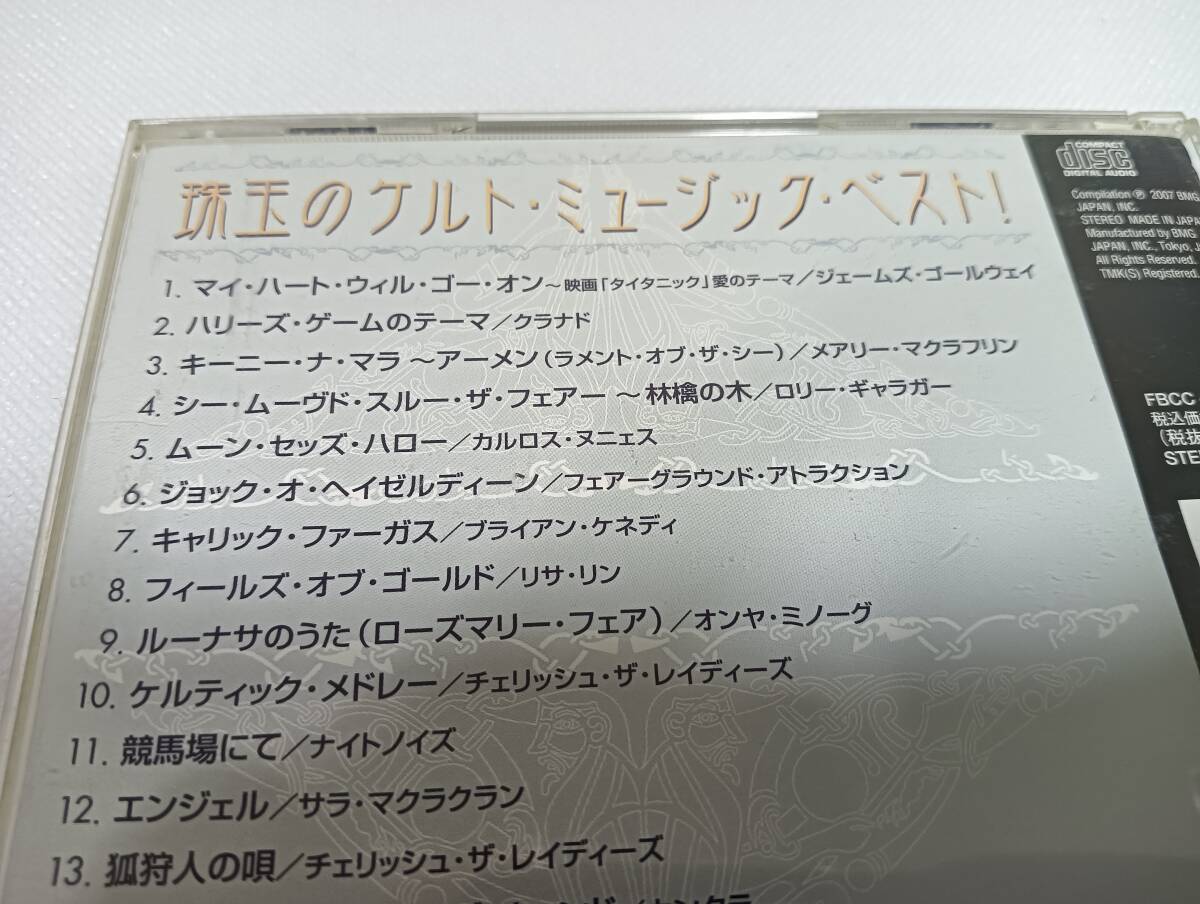 珠玉のケルト・ミュージック・ベスト!
1. マイ・ハート・ウィル・ゴー・オン〜映画「タイタニック」愛のテーマ／ジェームズ・ゴールウェイ
2. ハリーズ・ゲームのテーマ／クラナド
3. キーニー・ナ・マラ 〜アーメン(ラメント・オブ・ザ・シー)／メアリー・マクラフリン
4. シー・ムーヴド・スルー・ザ・フェアー 〜林檎の木／ロリー・ギャラガー
5. ムーン・セッズ・ハロー／カルロス・ヌニェス
6. ジョック・オ・ヘイゼルディーン／フェアーグラウンド・アトラクション
7. キャリック・ファーガス／ブライアン・ケネディ
8. フィールズ・オブ・ゴールド／リサ・リン
9. ルーナサのうた(ローズマリー・フェア)／オンヤ・ミノーグ
10. ケルティック・メドレー／チェリッシュ・ザ・レイディーズ
11. 競馬場にて／ナイトノイズ
12. エンジェル／サラ・マクラクラン
13. 狐狩人の唄／チェリッシュ・ザ・レイディーズ
COMPACT
disc
DIGITAL AUDIO
Compilation Ⓟ 2007 BMG
JAPAN, INC.
STEREO MADE IN JAPA
Manufactured by BMG
JAPAN, INC., Tokyo, J
All Rights Reserved.
TMK(S) Registered.
FBCC
税込価
(税抜
STE